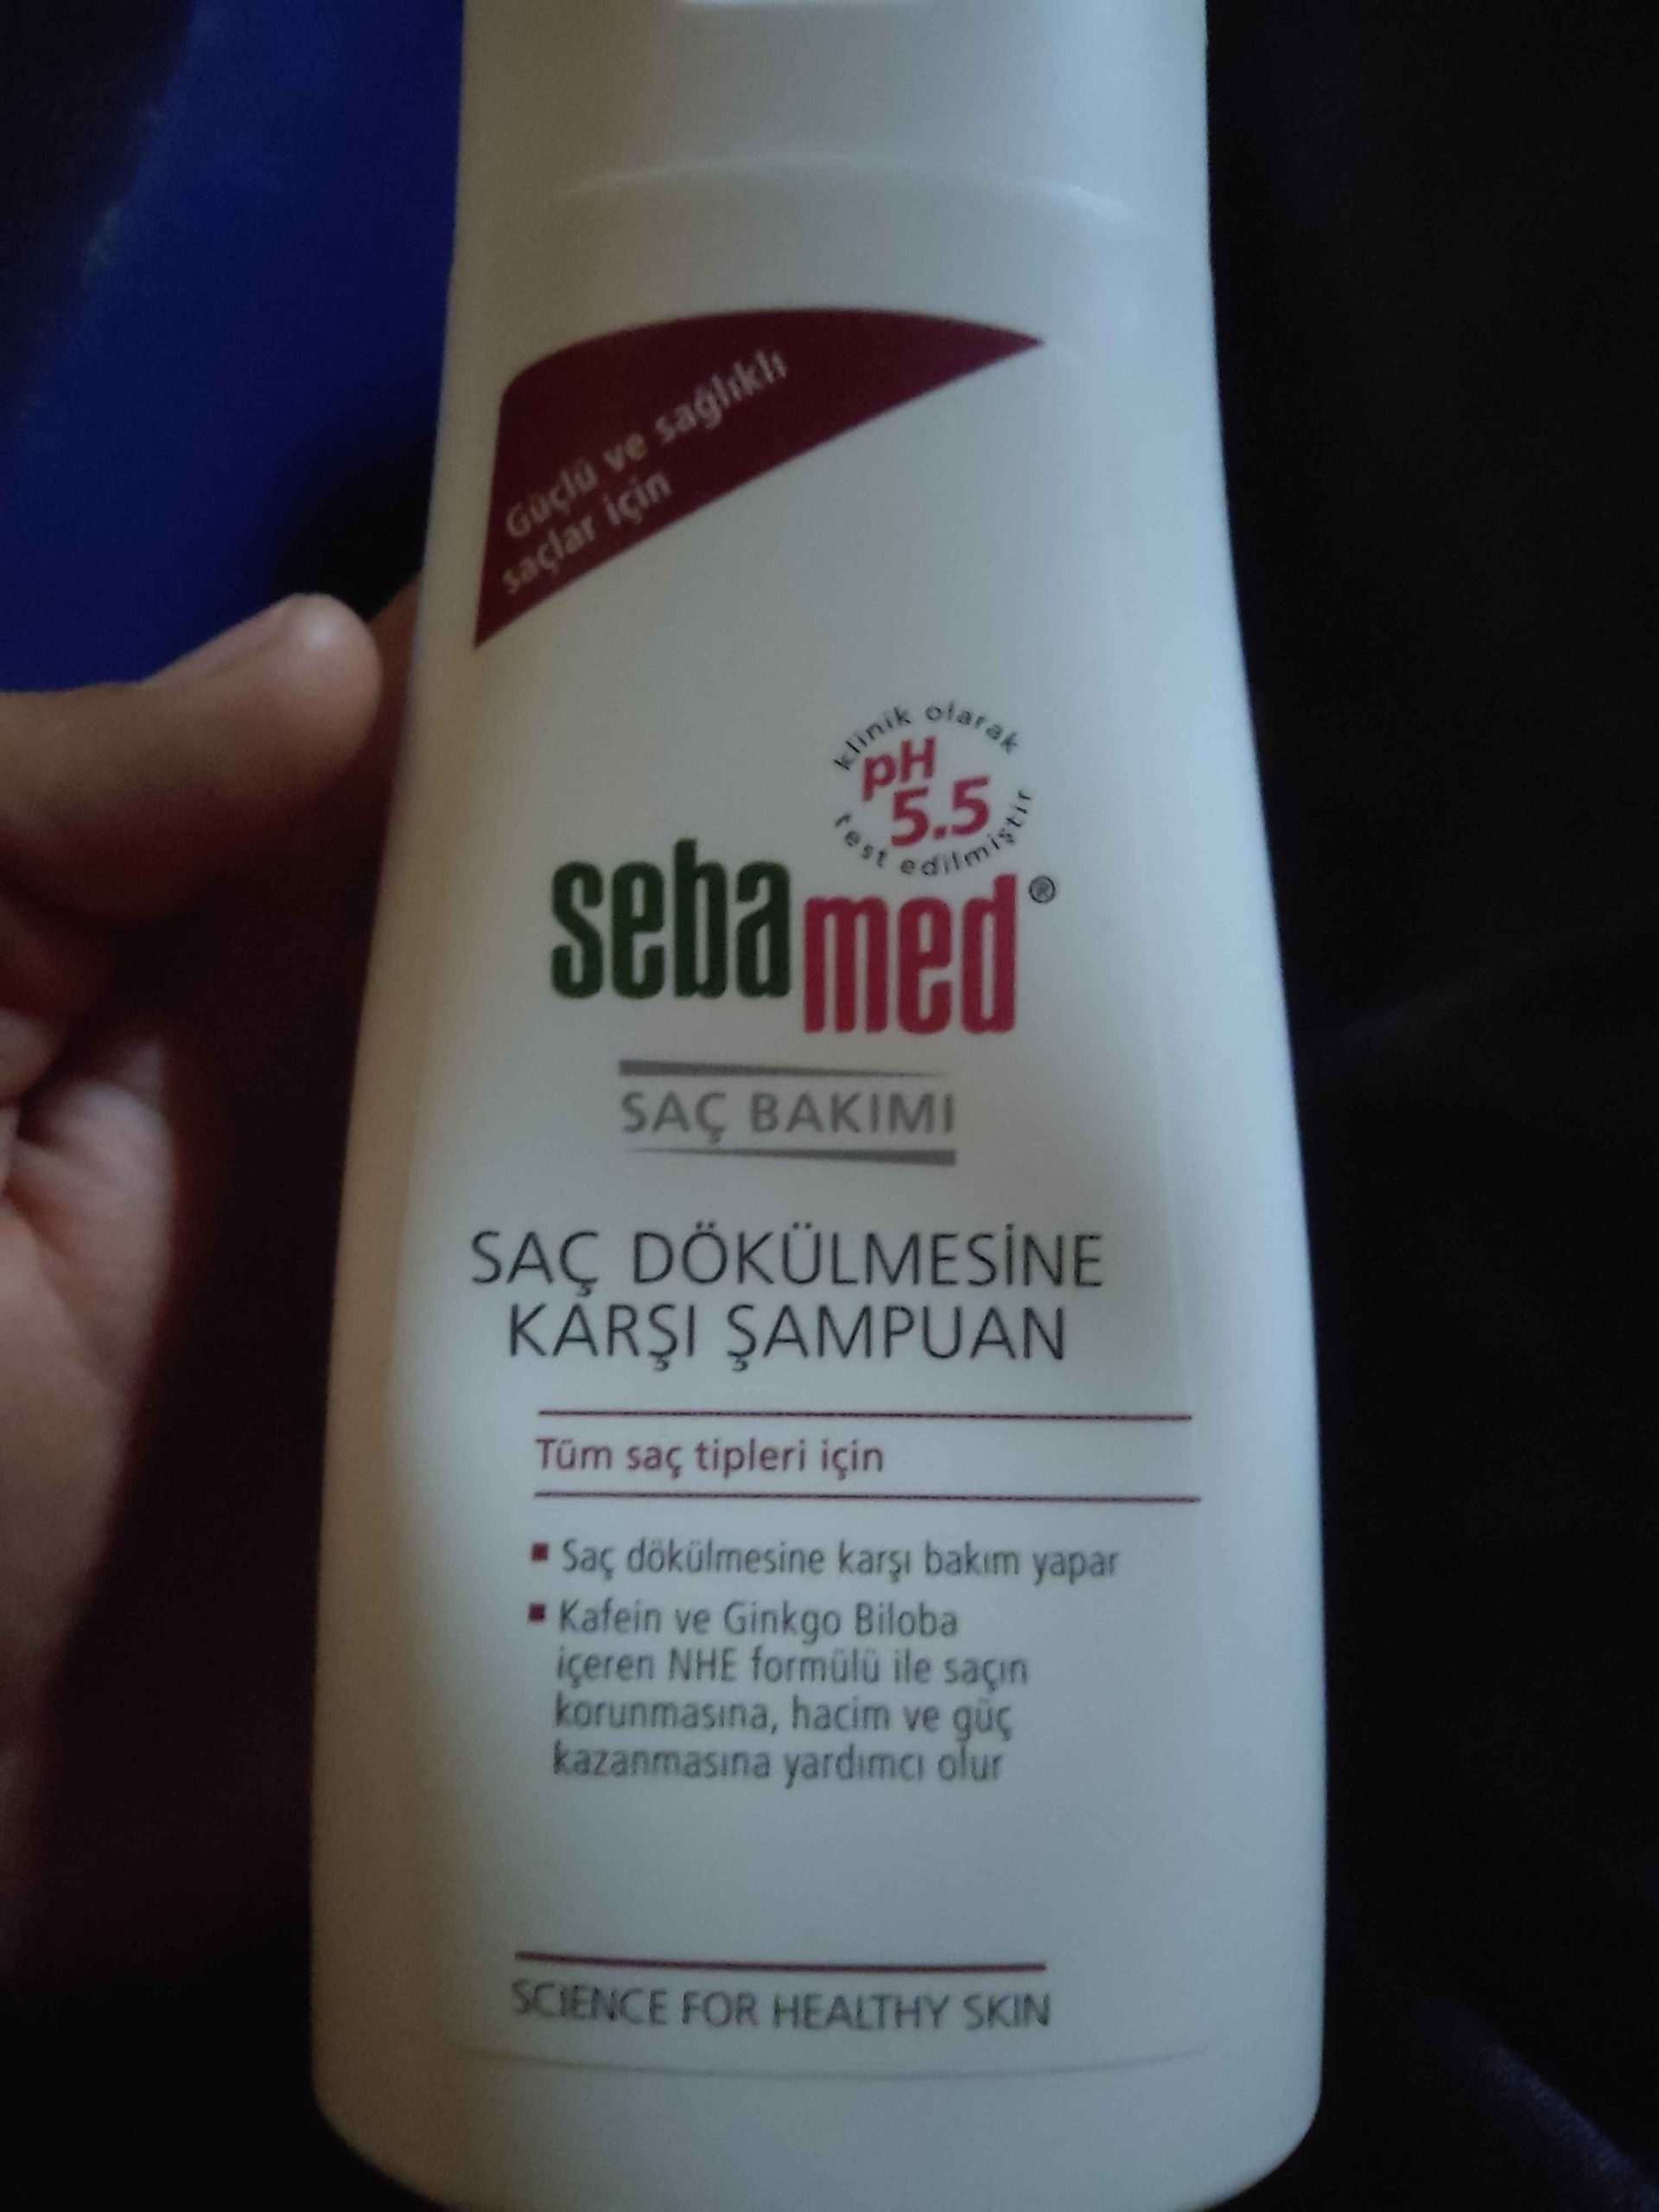 Güçlü ve sağlıklı
saçlar için
klinik olarak
pH
5.5
test edilmiştir
sebamed®
SAÇ BAKIMI
SAÇ DÖKÜLMESİNE
KARŞI ŞAMPUAN
Tüm saç tipleri için
▪ Saç dökülmesine karşı bakım yapar
▪ Kafein ve Ginkgo Biloba
içeren NHE formülü ile saçın
korunmasına, hacim ve güç
kazanmasına yardımcı olur
SCIENCE FOR HEALTHY SKIN